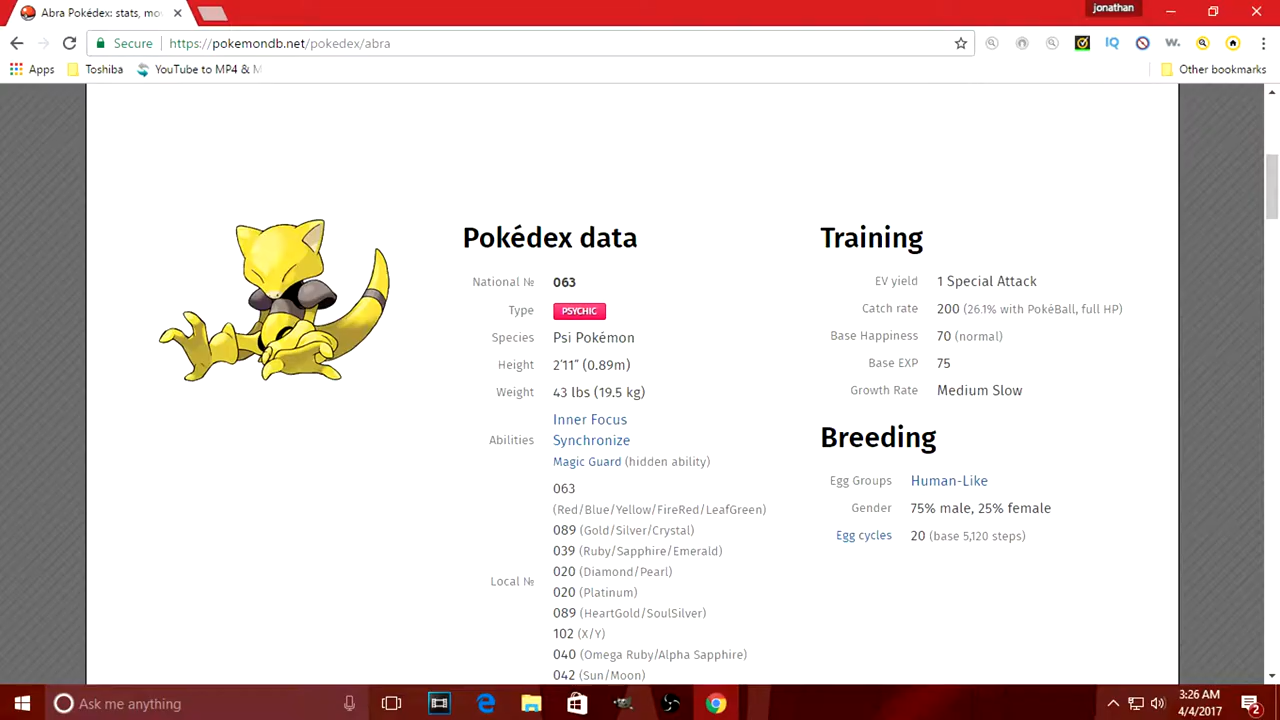 Abra Pokédex: stats, mo
jonathan
Secure
https://pokemondb.net/pokedex/abra
IQ
W.
Apps
Toshiba
YouTube to MP4 & M
Other bookmarks
Pokédex data
National № 063
Type PSYCHIC
Species Psi Pokémon
Height 2'11" (0.89m)
Weight 43 lbs (19.5 kg)
Abilities
Inner Focus
Synchronize
Magic Guard (hidden ability)
Local №
063
(Red/Blue/Yellow/FireRed/LeafGreen)
089 (Gold/Silver/Crystal)
039 (Ruby/Sapphire/Emerald)
020 (Diamond/Pearl)
020 (Platinum)
089 (HeartGold/SoulSilver)
102 (X/Y)
040 (Omega Ruby/Alpha Sapphire)
042 (Sun/Moon)
Training
EV yield 1 Special Attack
Catch rate 200 (26.1% with PokéBall, full HP)
Base Happiness 70 (normal)
Base EXP 75
Growth Rate Medium Slow
Breeding
Egg Groups Human-Like
Gender 75% male, 25% female
Egg cycles 20 (base 5,120 steps)
Ask me anything
3:26 AM
4/4/2017
2